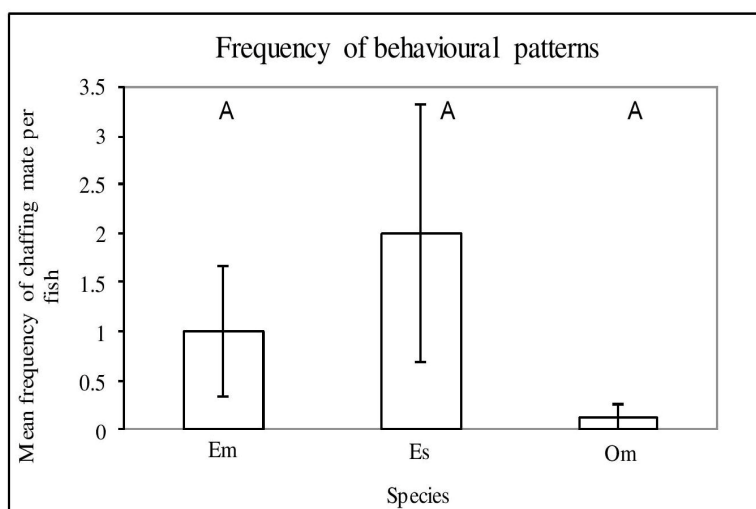 Frequency of behavioural patterns
Mean frequency of chaffing mate per
fish
3.5
3
2.5
2
1.5
1
0.5
0
A A A
Em Es Om
Species